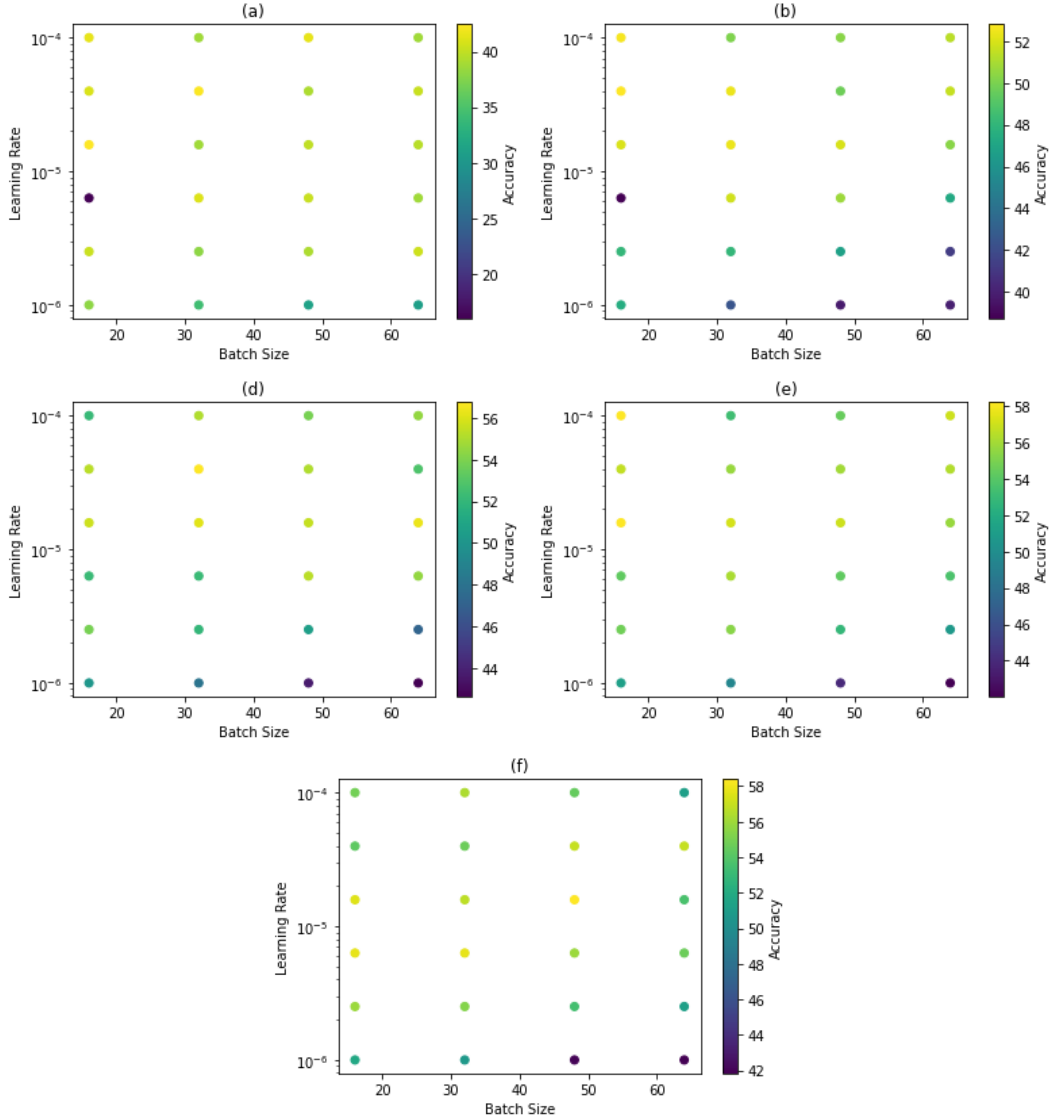 (a)
10⁻⁴
10⁻⁵
10⁻⁶
Learning Rate
20 30 40 50 60
Batch Size
40
35
30
25
20
Accuracy
(b)
10⁻⁴
10⁻⁵
10⁻⁶
Learning Rate
20 30 40 50 60
Batch Size
52
50
48
46
44
42
40
Accuracy
(d)
10⁻⁴
10⁻⁵
10⁻⁶
Learning Rate
20 30 40 50 60
Batch Size
56
54
52
50
48
46
44
Accuracy
(e)
10⁻⁴
10⁻⁵
10⁻⁶
Learning Rate
20 30 40 50 60
Batch Size
58
56
54
52
50
48
46
44
Accuracy
(f)
10⁻⁴
10⁻⁵
10⁻⁶
Learning Rate
20 30 40 50 60
Batch Size
58
56
54
52
50
48
46
44
42
Accuracy